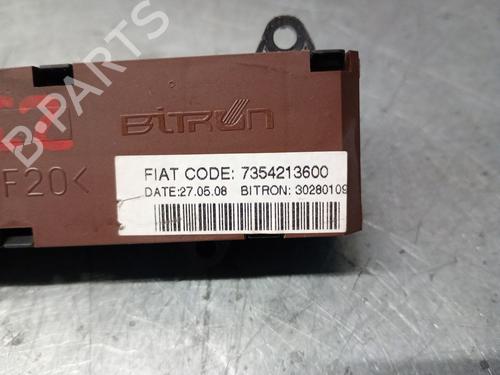 BITRON
F20<
FIAT CODE: 7354213600
DATE:27.05.08 BITRON: 30280109
B-PARTS